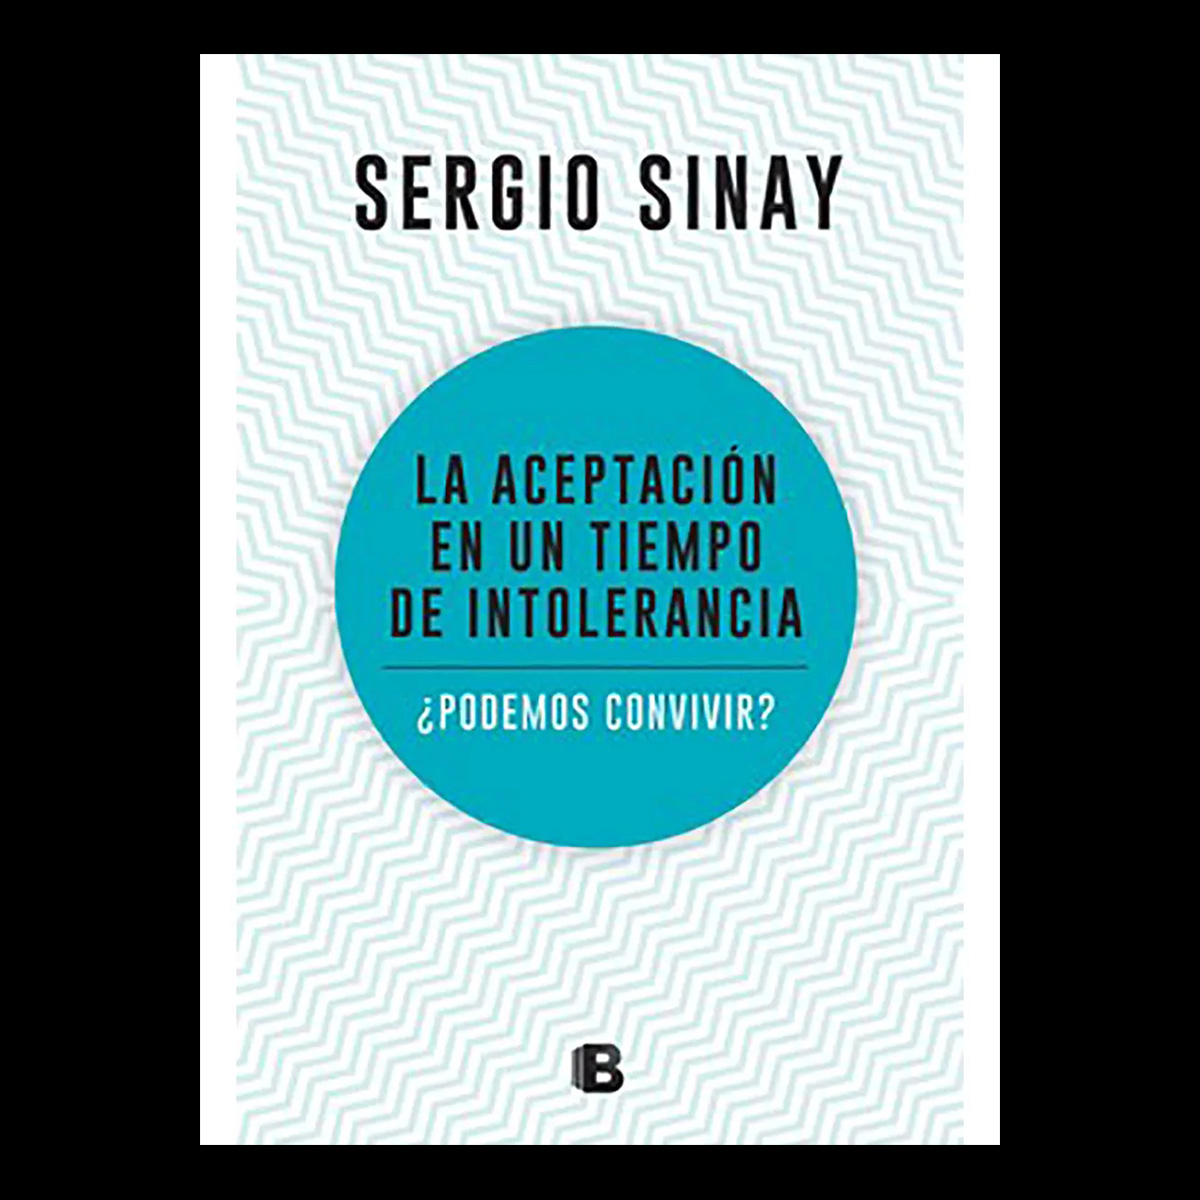 SERGIO SINAY
LA ACEPTACIÓN
EN UN TIEMPO
DE INTOLERANCIA
¿PODEMOS CONVIVIR?
B